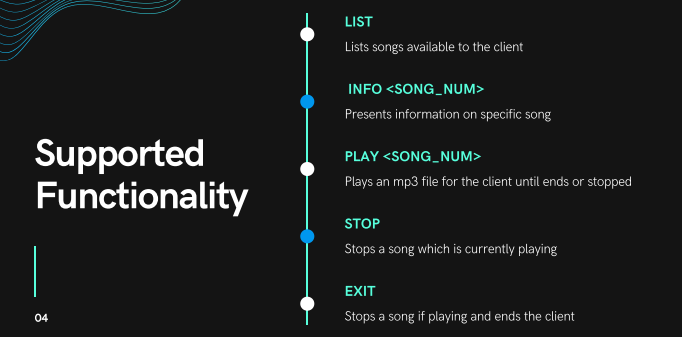 Supported
Functionality
04
LIST
Lists songs available to the client
INFO <SONG_NUM>
Presents information on specific song
PLAY <SONG_NUM>
Plays an mp3 file for the client until ends or stopped
STOP
Stops a song which is currently playing
EXIT
Stops a song if playing and ends the client